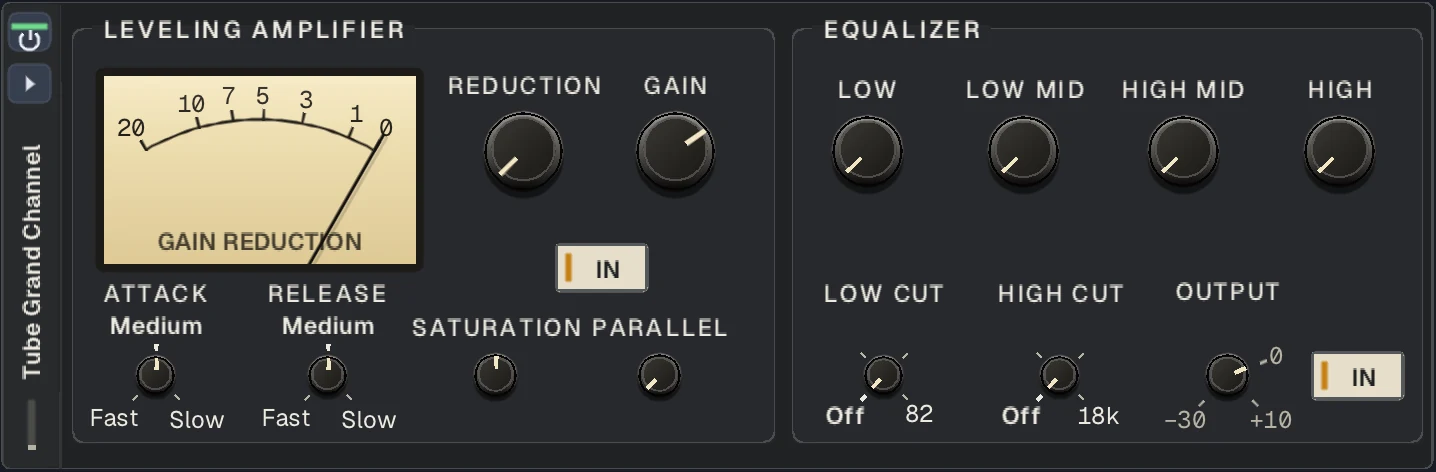 Tube Grand Channel
LEVELING AMPLIFIER
20 10 7 5 3 1 0
GAIN REDUCTION
REDUCTION GAIN
IN
ATTACK RELEASE
Medium Medium
SATURATION PARALLEL
Fast Slow Fast Slow
EQUALIZER
LOW LOW MID HIGH MID HIGH
LOW CUT HIGH CUT OUTPUT
-0
IN
Off 82 Off 18k -30 +10